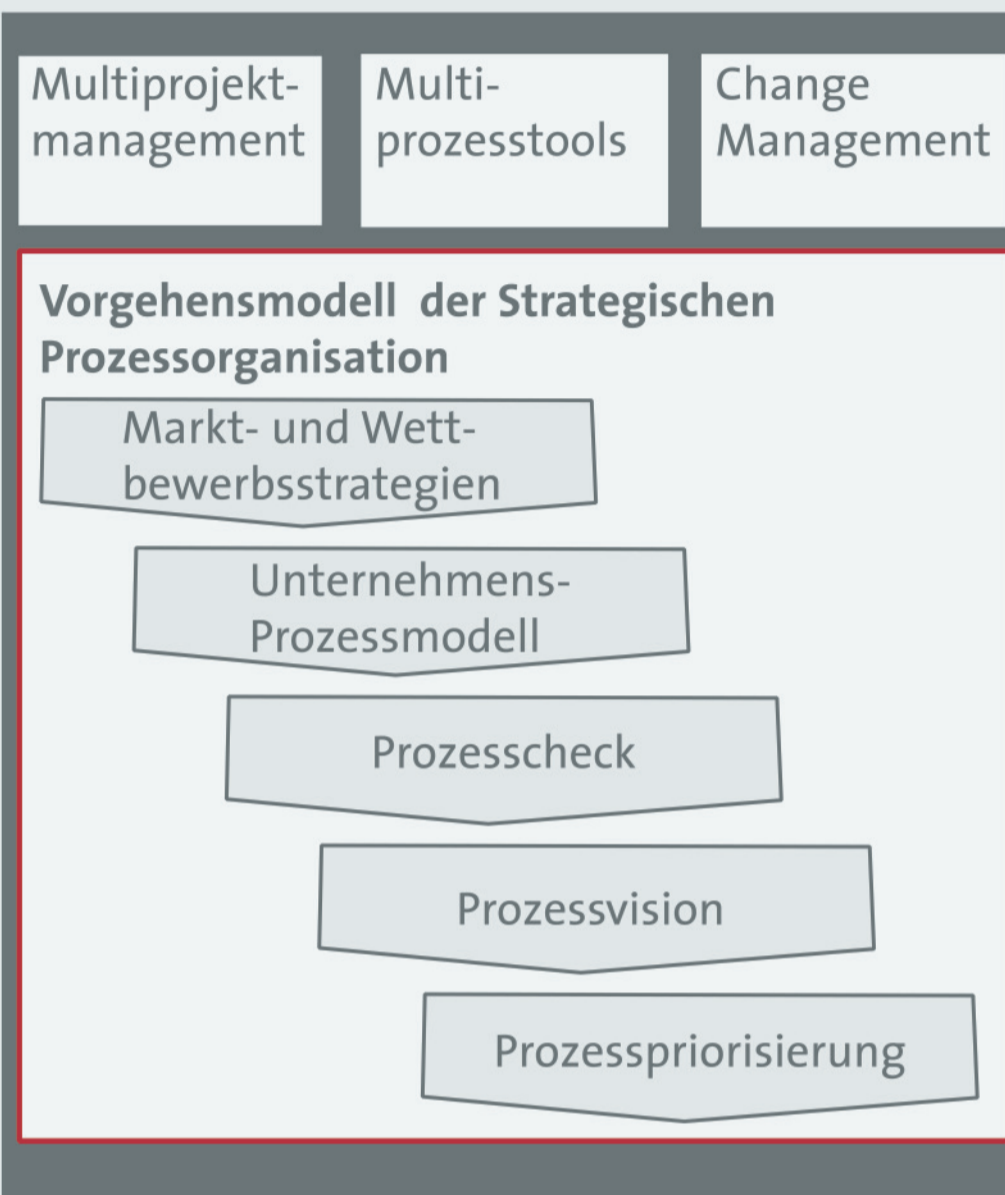 Multiprojekt-
management
Multi-
prozesstools
Change
Management
Vorgehensmodell der Strategischen
Prozessorganisation
Markt- und Wett-
bewerbsstrategien
Unternehmens-
Prozessmodell
Prozesscheck
Prozessvision
Prozesspriorisierung